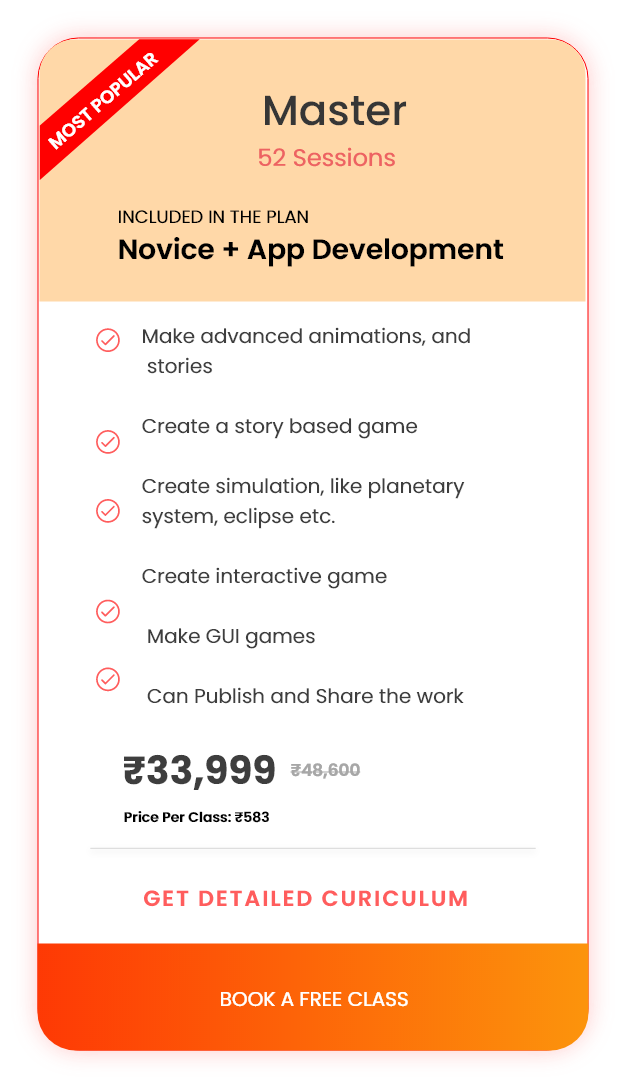 MOST POPULAR
Master
52 Sessions
INCLUDED IN THE PLAN
Novice + App Development
Make advanced animations, and
stories
Create a story based game
Create simulation, like planetary
system, eclipse etc.
Create interactive game
Make GUI games
Can Publish and Share the work
₹33,999 ₹48,600
Price Per Class: ₹583
GET DETAILED CURICULUM
BOOK A FREE CLASS